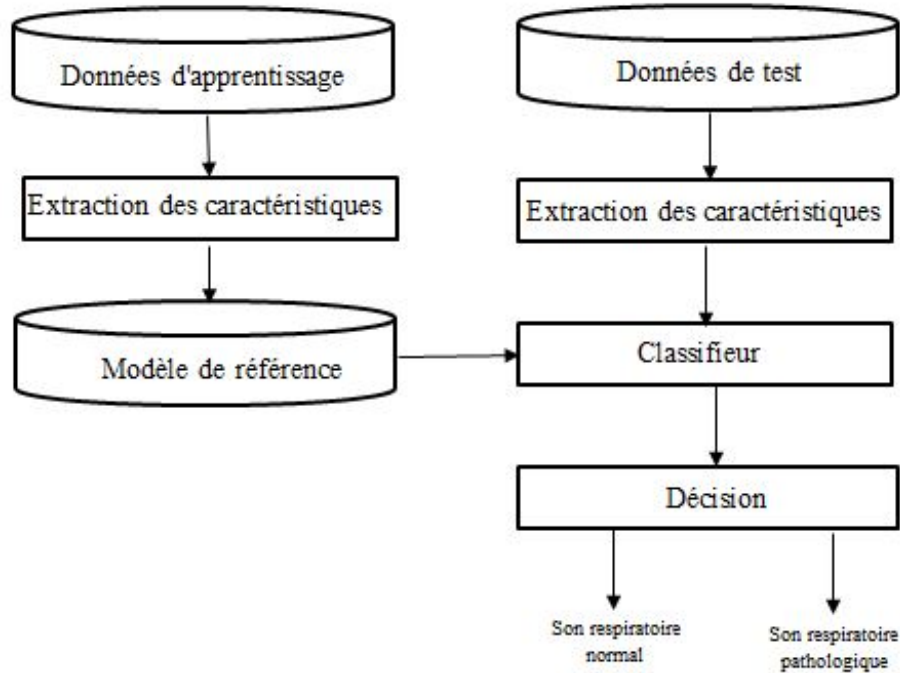 Données d'apprentissage
Données de test
Extraction des caractéristiques
Extraction des caractéristiques
Modèle de référence
Classifieur
Décision
Son respiratoire
normal
Son respiratoire
pathologique